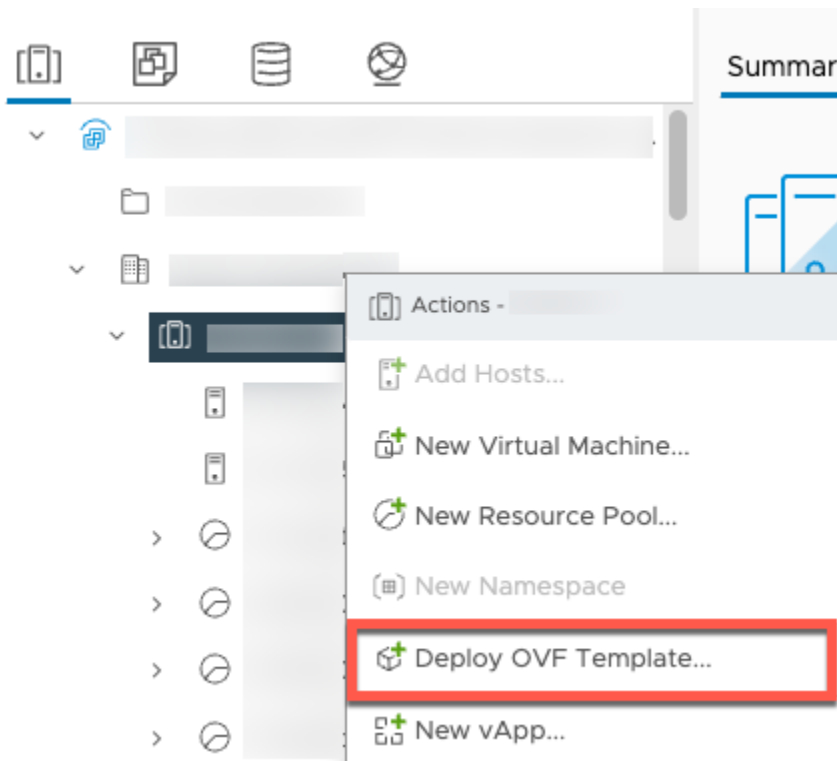 Summar
Actions -
Add Hosts...
New Virtual Machine...
New Resource Pool...
New Namespace
Deploy OVF Template...
New vApp...